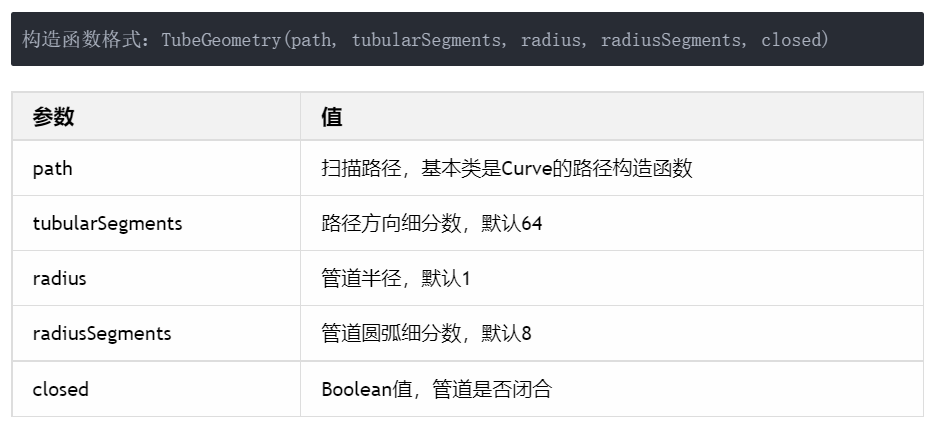 构造函数格式：TubeGeometry(path, tubularSegments, radius, radiusSegments, closed)
参数 值
path 扫描路径，基本类是Curve的路径构造函数
tubularSegments 路径方向细分数，默认64
radius 管道半径，默认1
radiusSegments 管道圆弧细分数，默认8
closed Boolean值，管道是否闭合